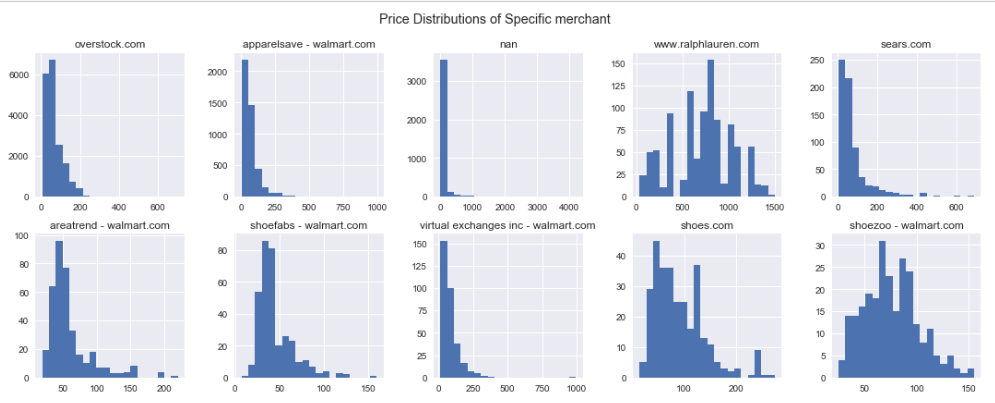 Price Distributions of Specific merchant
overstock.com
apparelsave - walmart.com
nan
www.ralphlauren.com
sears.com
6000
4000
2000
0
0 200 400 600
2000
1500
1000
500
0
0 250 500 750 1000
3000
2000
1000
0
0 1000 2000 3000 4000
150
125
100
75
50
25
0
0 500 1000 1500
250
200
150
100
50
0
0 200 400 600
areatrend - walmart.com
shoefabs - walmart.com
virtual exchanges inc - walmart.com
shoes.com
shoezoo - walmart.com
100
80
60
40
20
0
50 100 150 200
80
60
40
20
0
0 50 100 150
150
125
100
75
50
25
0
0 250 500 750 1000
40
20
0
100 200
30
25
20
15
10
5
0
50 100 150